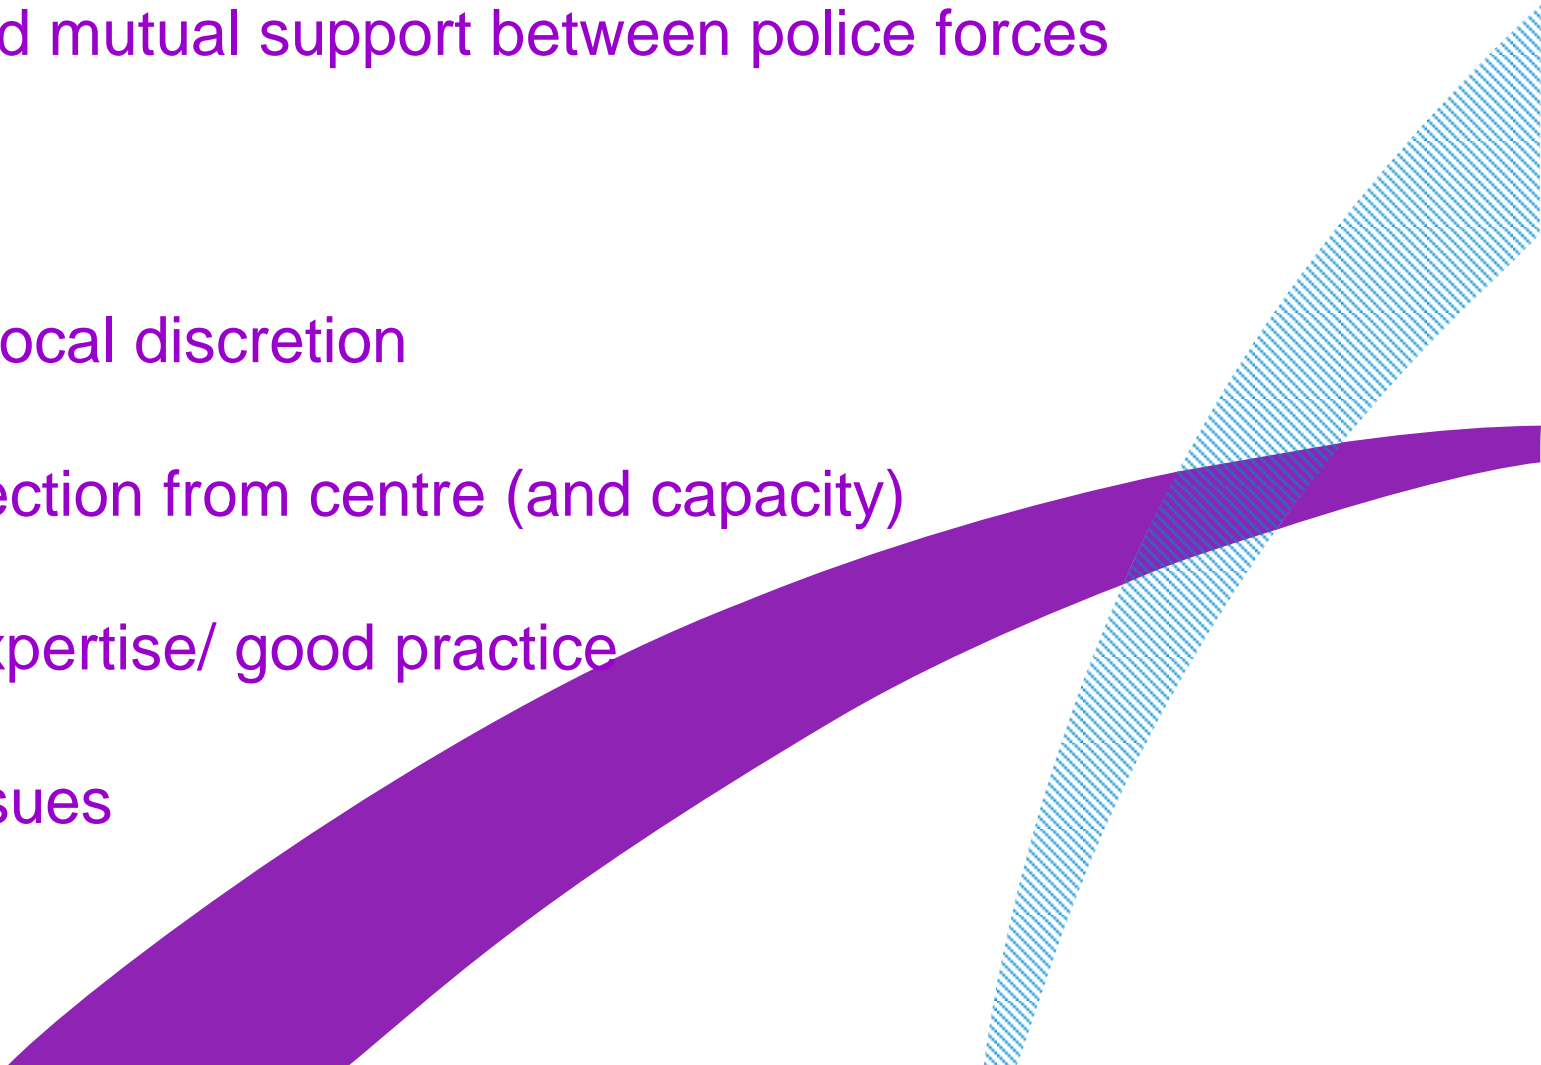 d mutual support between police forces
ocal discretion
ection from centre (and capacity)
xpertise/ good practice
sues